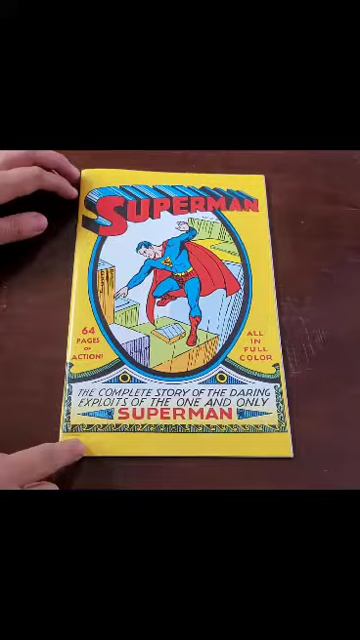 SUPERMAN
64
PAGES
OF
ACTION!
ALL
IN
FULL
COLOR
THE COMPLETE STORY OF THE DARING
EXPLOITS OF THE ONE AND ONLY
SUPERMAN